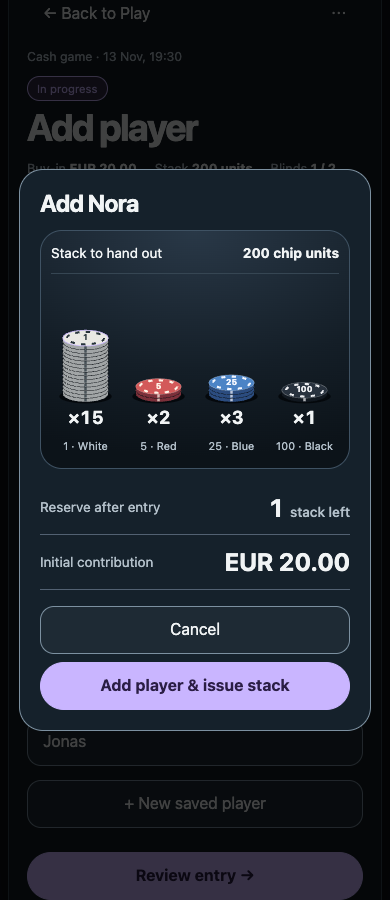 ← Back to Play
...
Cash game · 13 Nov, 19:30
In progress
Add player
Buy-in EUR 20.00 Stack 200 units Blinds 1 / 2
Add Nora
Stack to hand out 200 chip units
1 5 25 100
×15 ×2 ×3 ×1
1 · White 5 · Red 25 · Blue 100 · Black
Reserve after entry 1 stack left
Initial contribution EUR 20.00
Cancel
Add player & issue stack
Jonas
+ New saved player
Review entry →